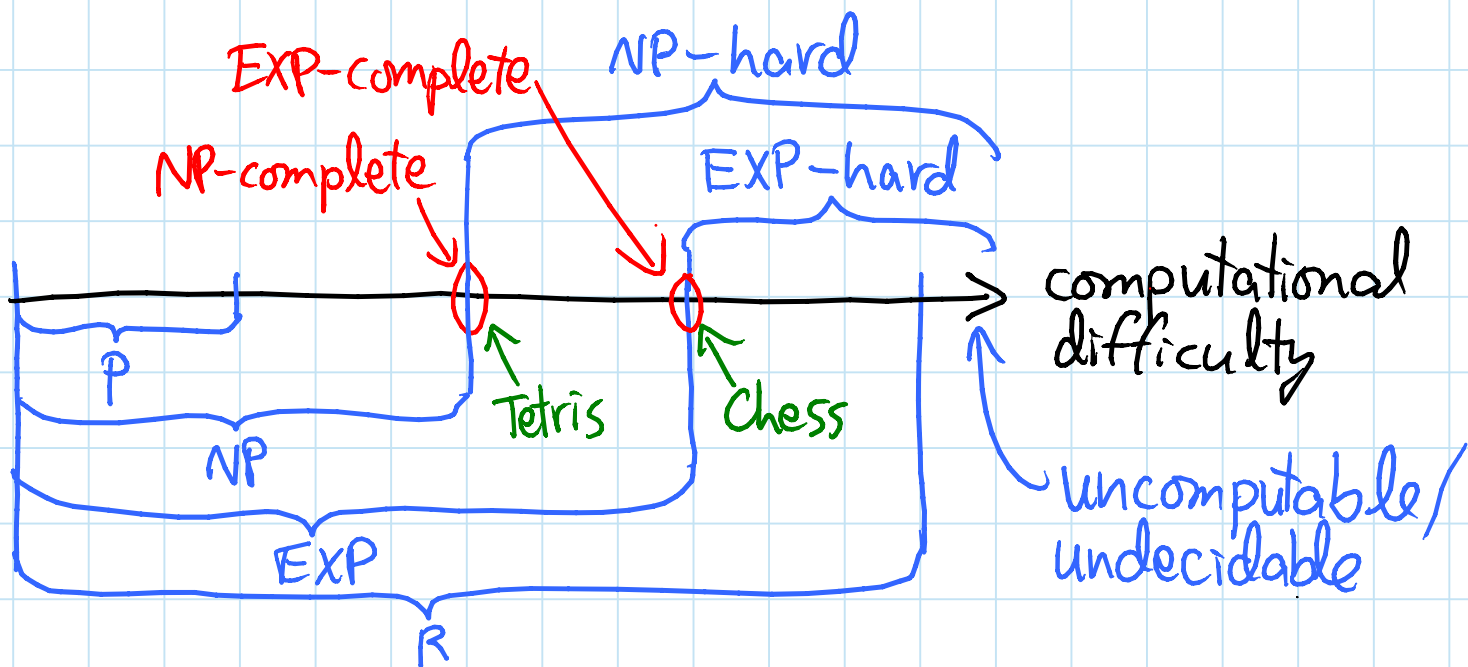 NP-hard
EXP-complete
NP-complete
EXP-hard
computational
difficulty
P
Tetris
Chess
NP
uncomputable/
undecidable
EXP
R